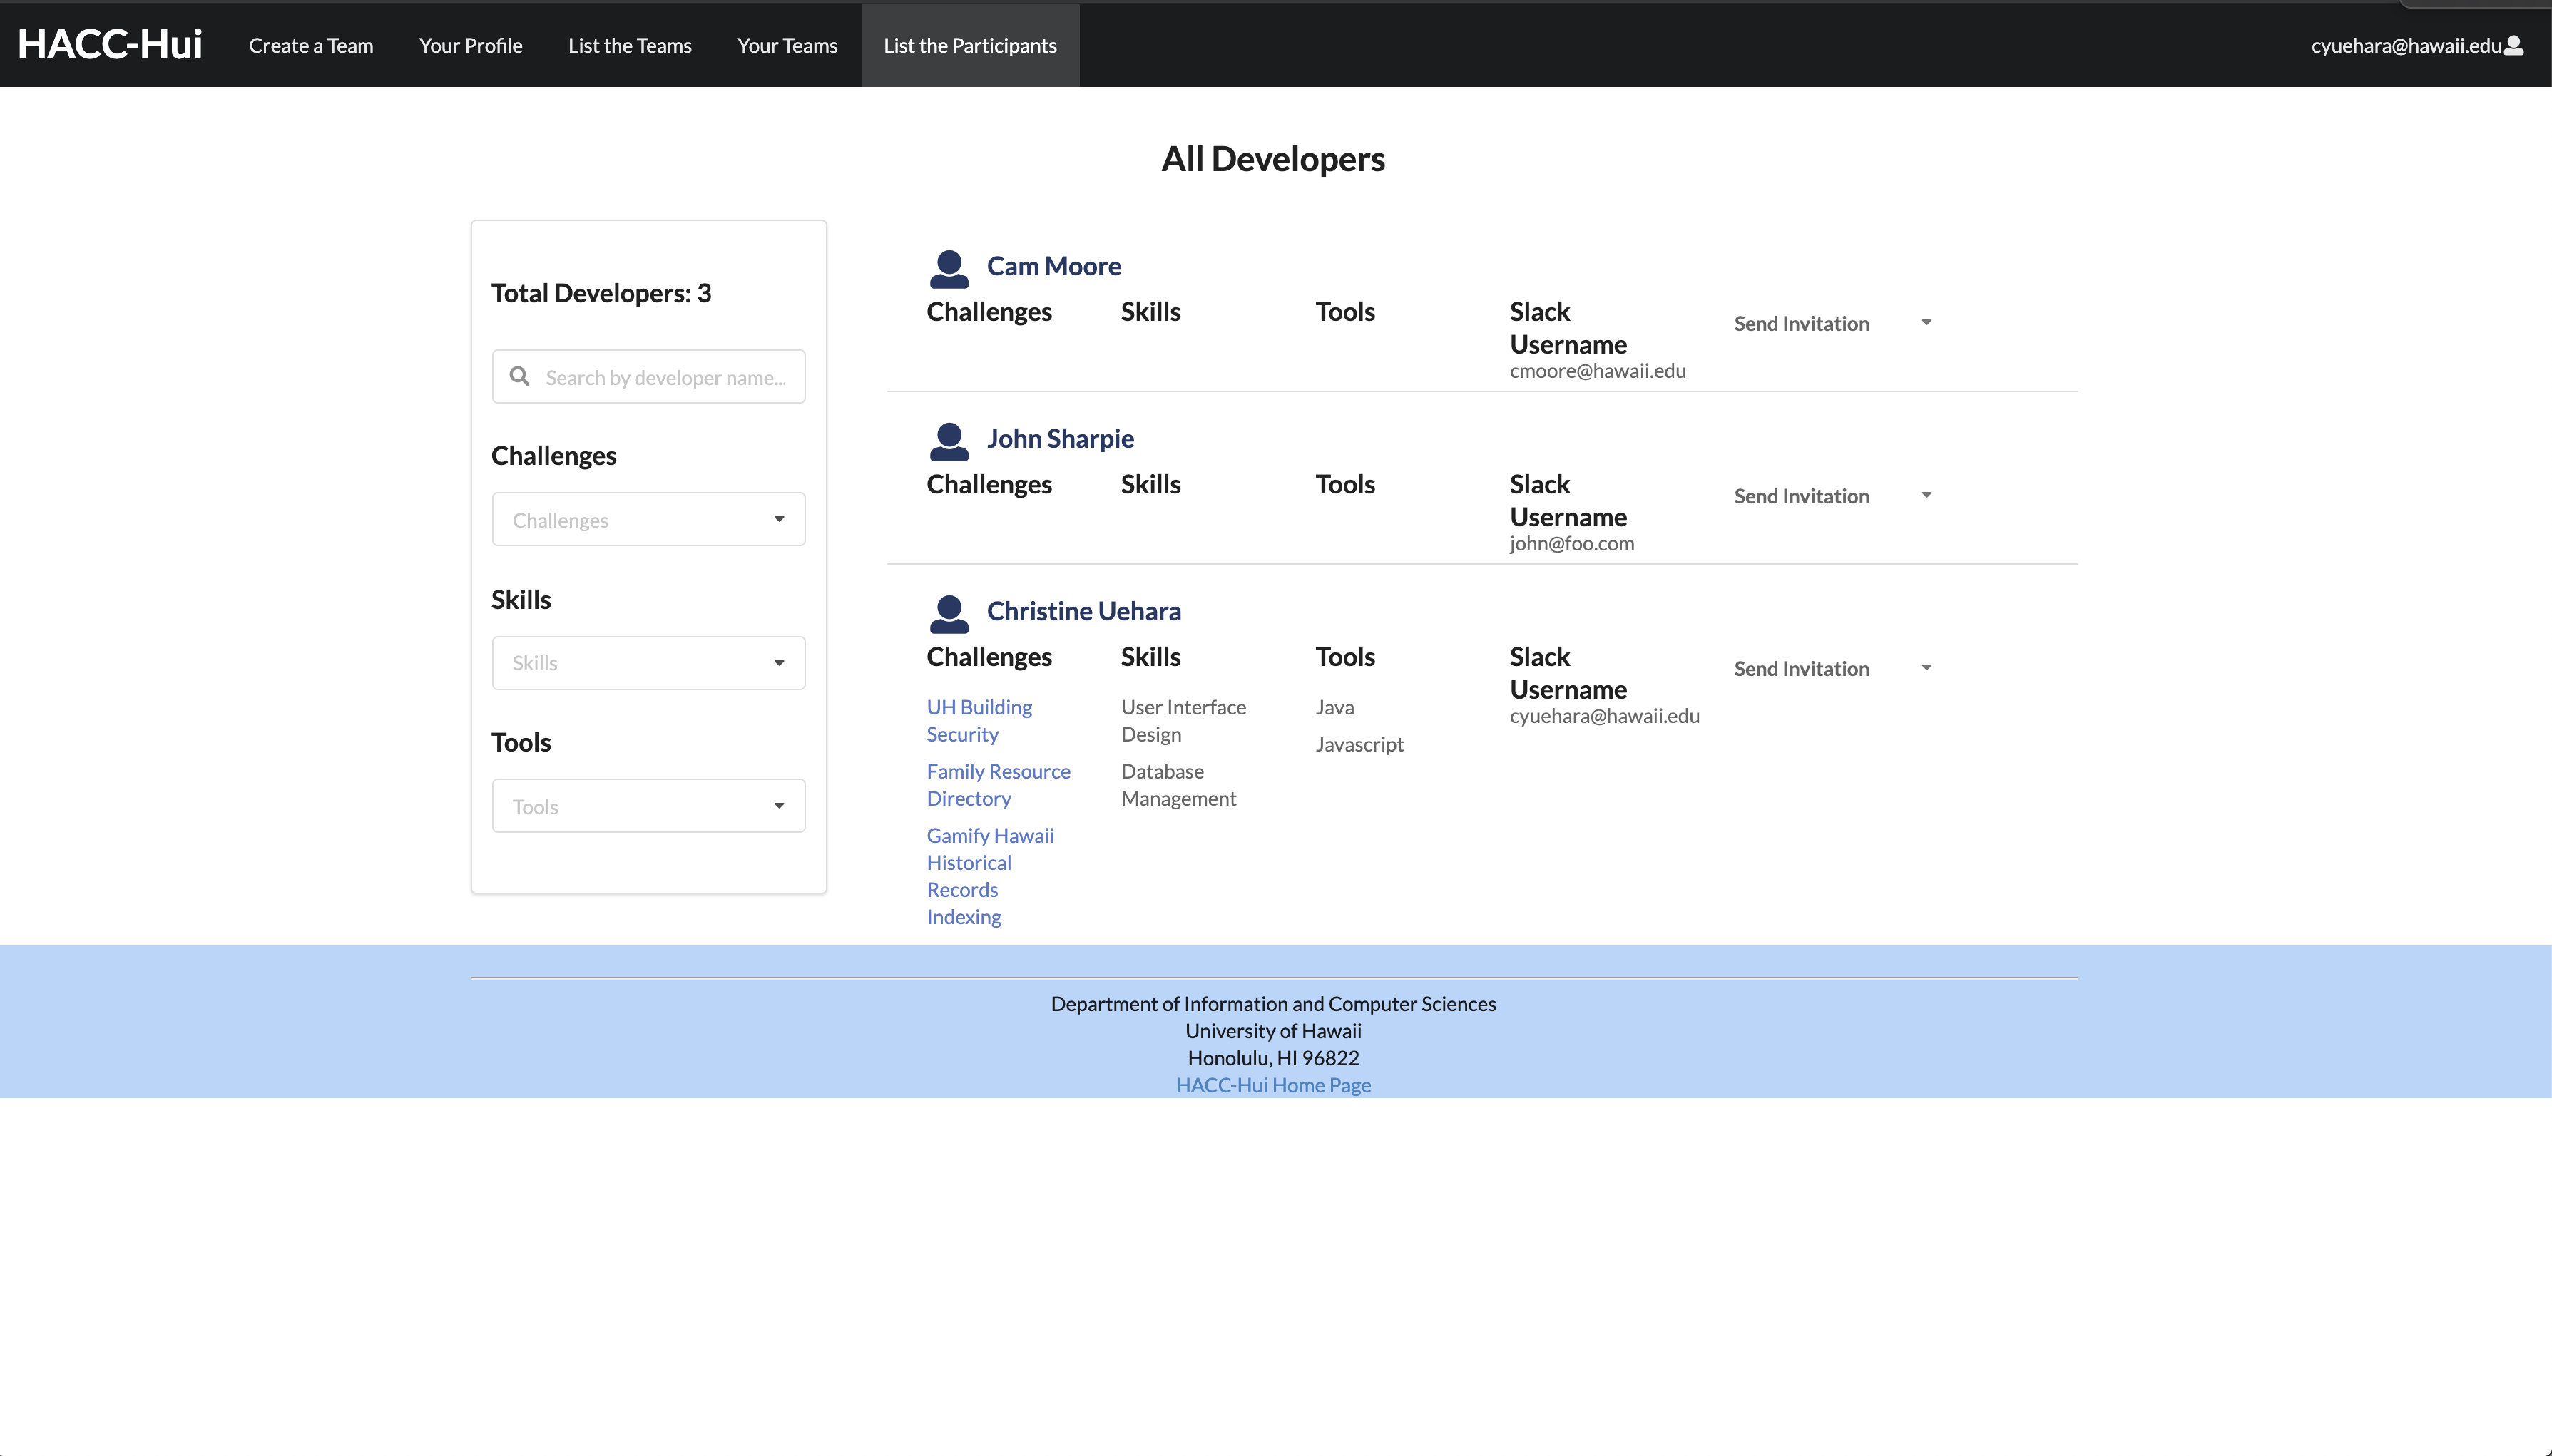 HACC-Hui
Create a Team
Your Profile
List the Teams
Your Teams
List the Participants
cyuehara@hawaii.edu
All Developers
Total Developers: 3
Search by developer name...
Challenges
Challenges
Skills
Skills
Tools
Tools
Cam Moore
Challenges
Skills
Tools
Slack
Username
cmoore@hawaii.edu
Send Invitation
John Sharpie
Challenges
Skills
Tools
Slack
Username
john@foo.com
Send Invitation
Christine Uehara
Challenges
UH Building
Security
Family Resource
Directory
Gamify Hawaii
Historical
Records
Indexing
Skills
User Interface
Design
Database
Management
Tools
Java
Javascript
Slack
Username
cyuehara@hawaii.edu
Send Invitation
Department of Information and Computer Sciences
University of Hawaii
Honolulu, HI 96822
HACC-Hui Home Page